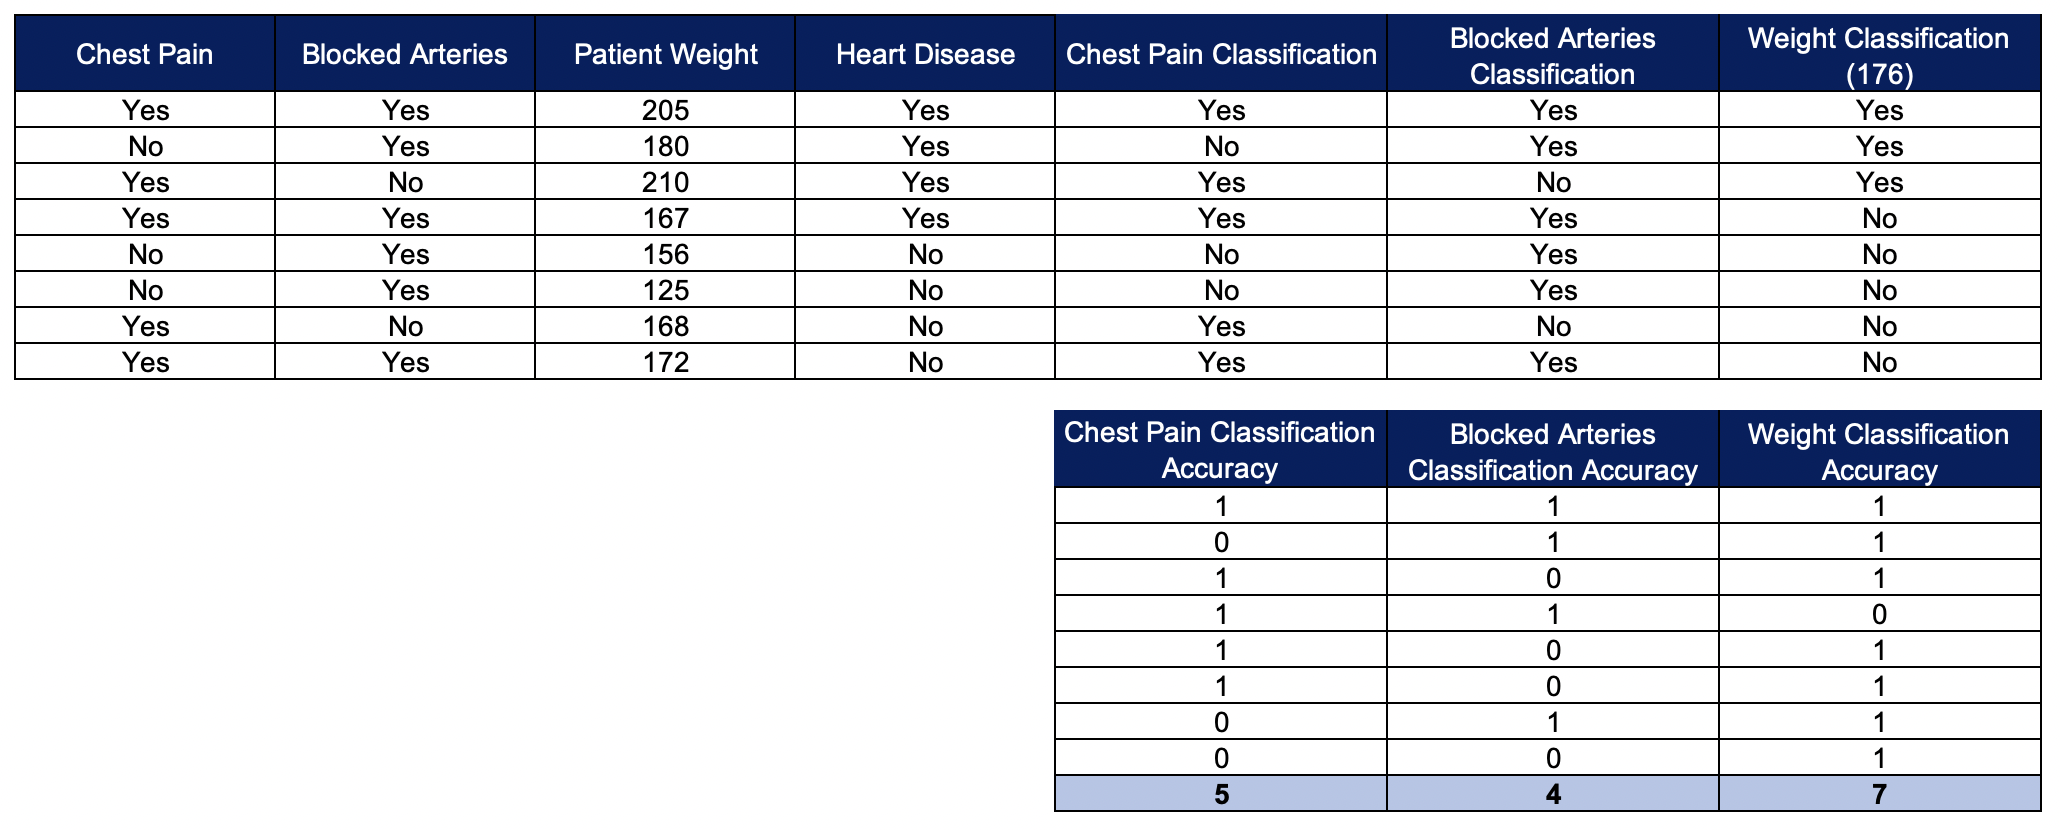 Chest Pain Blocked Arteries Patient Weight Heart Disease Chest Pain Classification Blocked Arteries Classification Weight Classification (176)
Yes Yes 205 Yes Yes Yes Yes
No Yes 180 Yes No Yes Yes
Yes No 210 Yes Yes No Yes
Yes Yes 167 Yes Yes Yes No
No Yes 156 No No Yes No
No Yes 125 No No Yes No
Yes No 168 No Yes No No
Yes Yes 172 No Yes Yes No
Chest Pain Classification Accuracy Blocked Arteries Classification Accuracy Weight Classification Accuracy
1 1 1
0 1 1
1 0 1
1 1 0
1 0 1
1 0 1
0 1 1
0 0 1
5 4 7